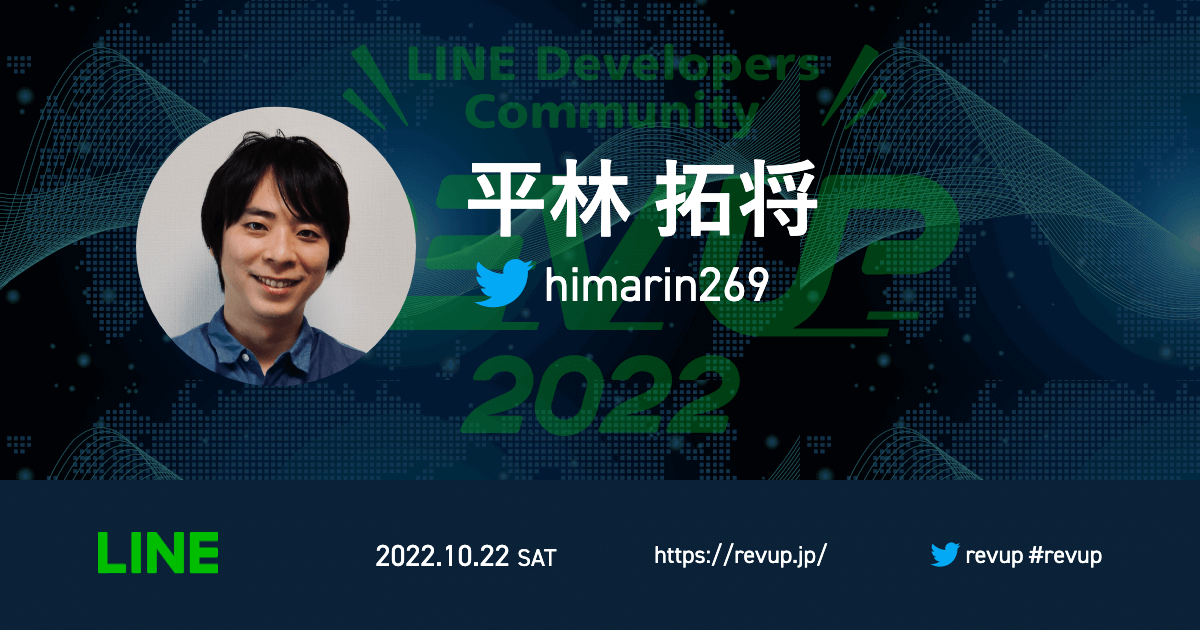 LINE Developers
Community
平林 拓将
REVUP
himarin269
2022
LINE
2022.10.22 SAT
https://revup.jp/
revup #revup